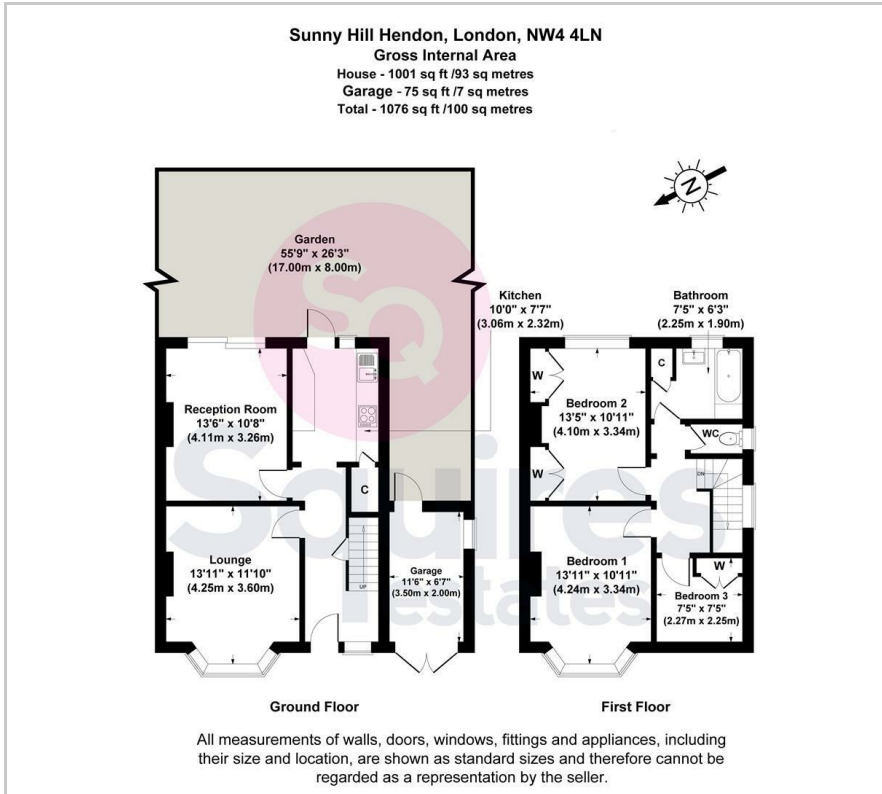 Sunny Hill Hendon, London, NW4 4LN
Gross Internal Area
House - 1001 sq ft /93 sq metres
Garage - 75 sq ft /7 sq metres
Total - 1076 sq ft /100 sq metres
N
Garden
55'9" x 26'3"
(17.00m x 8.00m)
Kitchen
10'0" x 7'7"
(3.06m x 2.32m)
Bathroom
7'5" x 6'3"
(2.25m x 1.90m)
SQ
Squires
estates
Reception Room
13'6" x 10'8"
(4.11m x 3.26m)
C
Lounge
13'11" x 11'10"
(4.25m x 3.60m)
UP
Garage
11'6" x 6'7"
(3.50m x 2.00m)
W
Bedroom 2
13'5" x 10'11"
(4.10m x 3.34m)
W
C
WC
DN
Bedroom 1
13'11" x 10'11"
(4.24m x 3.34m)
W
Bedroom 3
7'5" x 7'5"
(2.27m x 2.25m)
Ground Floor
First Floor
All measurements of walls, doors, windows, fittings and appliances, including
their size and location, are shown as standard sizes and therefore cannot be
regarded as a representation by the seller.